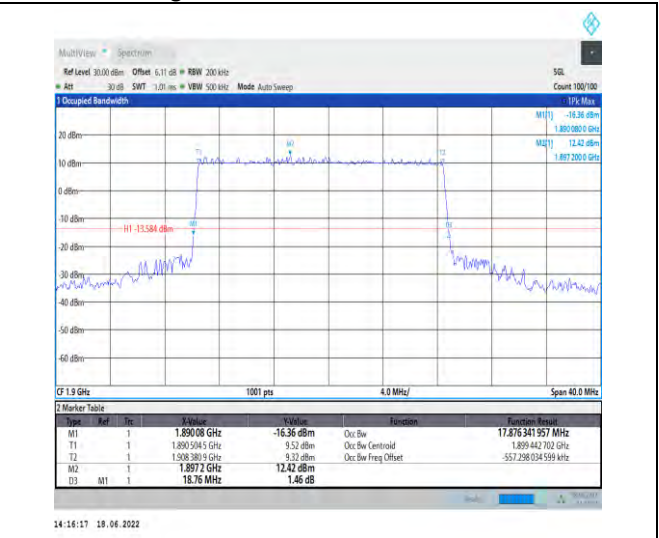 MultiView Spectrum
Ref Level 30.00 dBm Offset 6.11 dB RBW 200 kHz SGL
Att 30 dB SWT 1.01 ms VBW 500 kHz Mode Auto Sweep Count 100/100
1 Occupied Bandwidth 1Pk Max
M1[1] -16.36 dBm
1.890 080 0 GHz
M2[1] 12.42 dBm
1.897 200 0 GHz
20 dBm
M2
T1
T2
10 dBm
0 dBm
-10 dBm
H1 -13.584 dBm
M1
D3
-20 dBm
-30 dBm
-40 dBm
-50 dBm
-60 dBm
CF 1.9 GHz 1001 pts 4.0 MHz/ Span 40.0 MHz
2 Marker Table
Type Ref Trc X-Value Y-Value Function Function Result
M1 1 1.89008 GHz -16.36 dBm Occ Bw 17.876 341 957 MHz
T1 1 1.890 504 5 GHz 9.52 dBm Occ Bw Centroid 1.899 442 702 GHz
T2 1 1.908 380 9 GHz 9.32 dBm Occ Bw Freq Offset -557.298 034 599 kHz
M2 1 1.8972 GHz 12.42 dBm
D3 M1 1 18.76 MHz 1.46 dB
14:16:17 18.06.2022